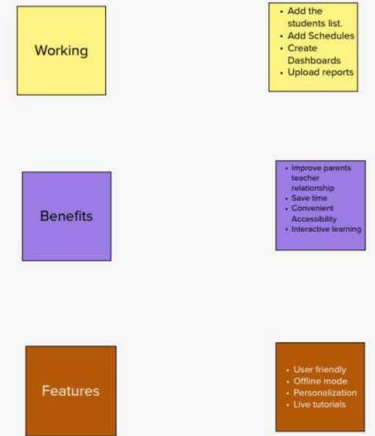 Working
• Add the
students list.
• Add Schedules
• Create
Dashboards
• Upload reports
Benefits
• Improve parents
teacher
relationship
• Save time
• Convenient
Accessibility
• Interactive learning
Features
• User friendly
• Offline mode
• Personalization
• Live tutorials